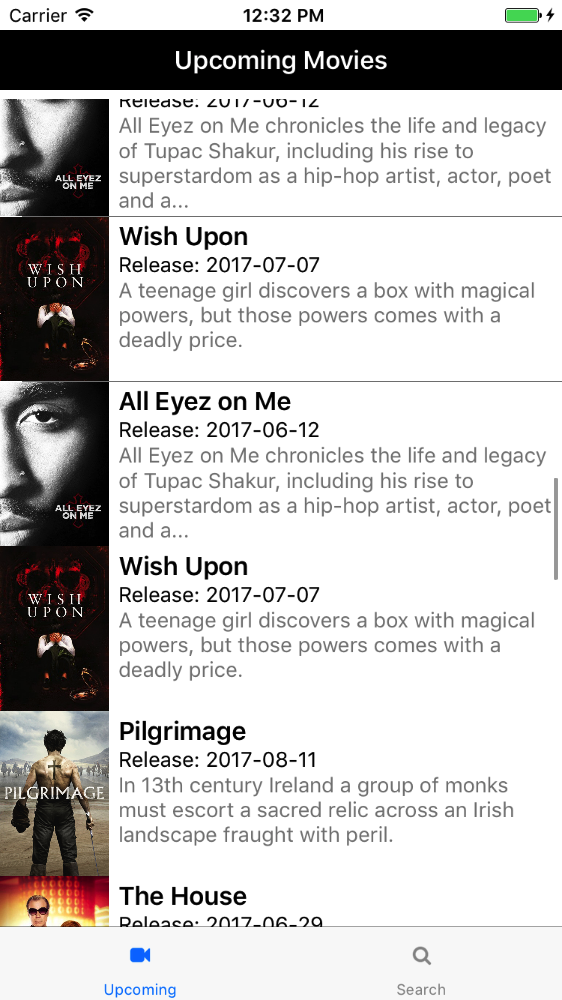 Carrier 12:32 PM
Upcoming Movies
Release: 2017-06-12
All Eyez on Me chronicles the life and legacy
of Tupac Shakur, including his rise to
superstardom as a hip-hop artist, actor, poet
and a...
ALL EYEZ
ON ME
Wish Upon
Release: 2017-07-07
A teenage girl discovers a box with magical
powers, but those powers comes with a
deadly price.
WISH
UPON
All Eyez on Me
Release: 2017-06-12
All Eyez on Me chronicles the life and legacy
of Tupac Shakur, including his rise to
superstardom as a hip-hop artist, actor, poet
and a...
ALL EYEZ
ON ME
Wish Upon
Release: 2017-07-07
A teenage girl discovers a box with magical
powers, but those powers comes with a
deadly price.
WISH
UPON
Pilgrimage
Release: 2017-08-11
In 13th century Ireland a group of monks
must escort a sacred relic across an Irish
landscape fraught with peril.
PILGRIMAGE
The House
Release: 2017-06-29
Upcoming Search